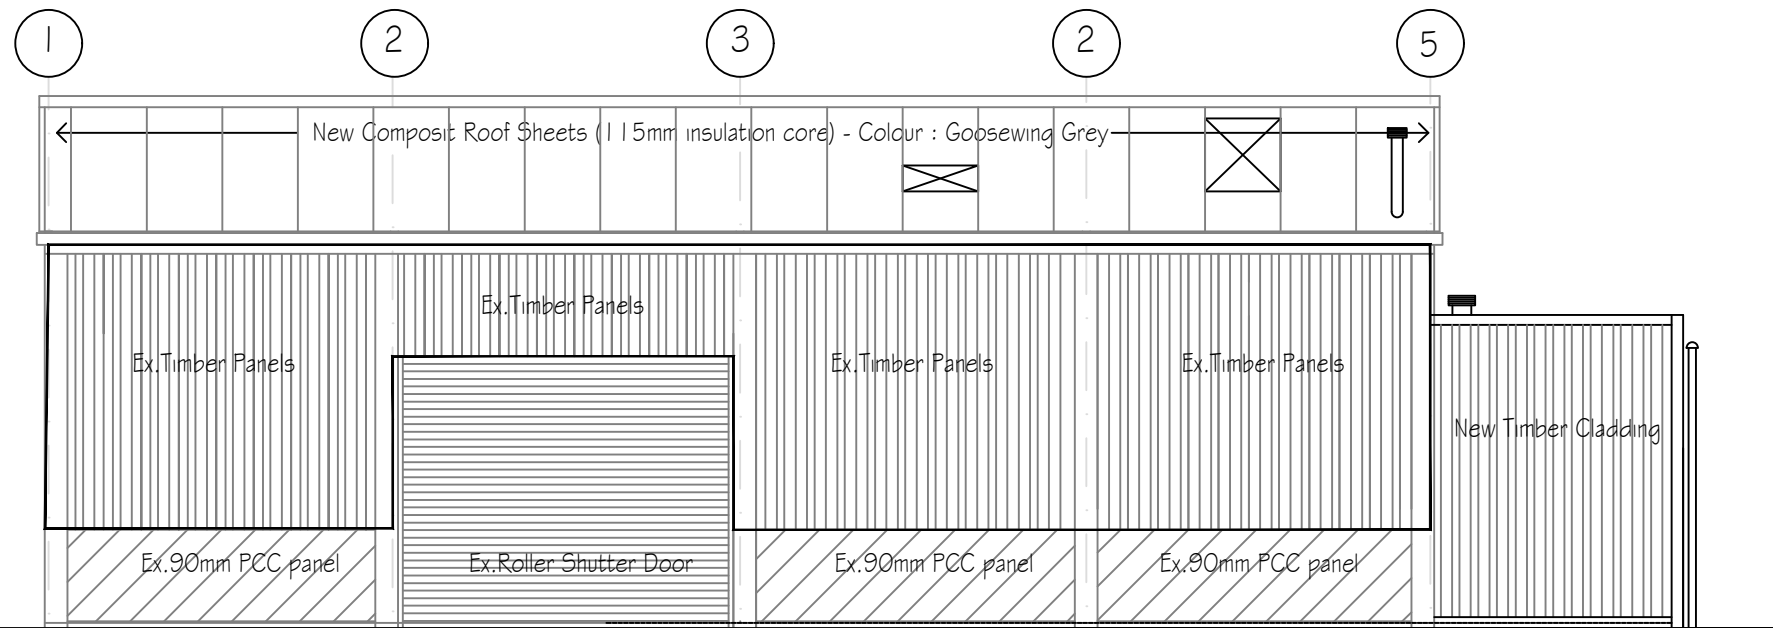 1
2
3
2
5
New Composit Roof Sheets (115mm insulation core) - Colour : Goosewing Grey
Ex.Timber Panels
Ex.Timber Panels
Ex.Timber Panels
Ex.Timber Panels
New Timber Cladding
Ex.90mm PCC panel
Ex.Roller Shutter Door
Ex.90mm PCC panel
Ex.90mm PCC panel